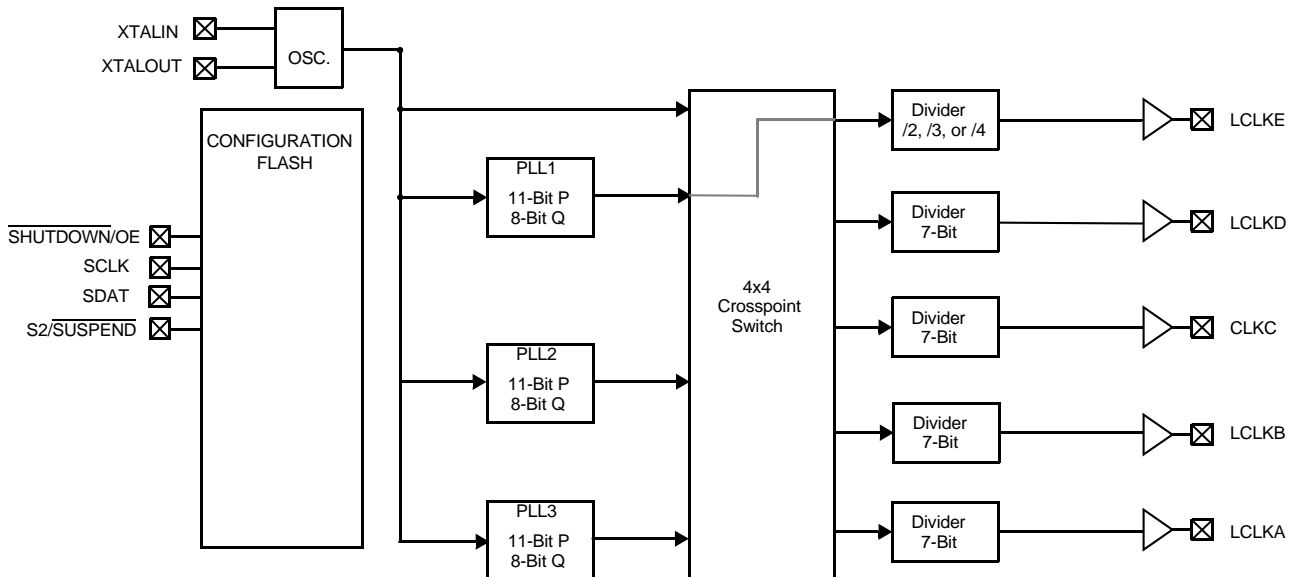 XTALIN
XTALOUT
OSC.
CONFIGURATION
FLASH
SHUTDOWN/OE
SCLK
SDAT
S2/SUSPEND
PLL1
11-Bit P
8-Bit Q
PLL2
11-Bit P
8-Bit Q
PLL3
11-Bit P
8-Bit Q
4x4
Crosspoint
Switch
Divider
/2, /3, or /4
LCLKE
Divider
7-Bit
LCLKD
Divider
7-Bit
CLKC
Divider
7-Bit
LCLKB
Divider
7-Bit
LCLKA